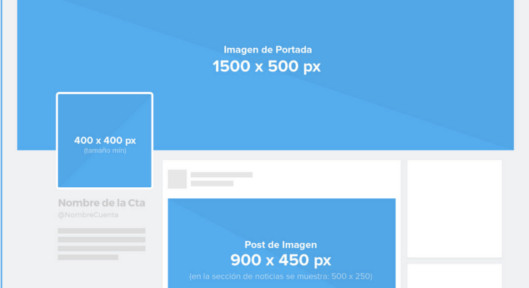 Imagen de Portada
1500 x 500 px
400 x 400 px
(tamaño min)
Nombre de la Cta
@NombreCuenta
Post de Imagen
900 x 450 px
(en la sección de noticias se muestra: 500 x 250)